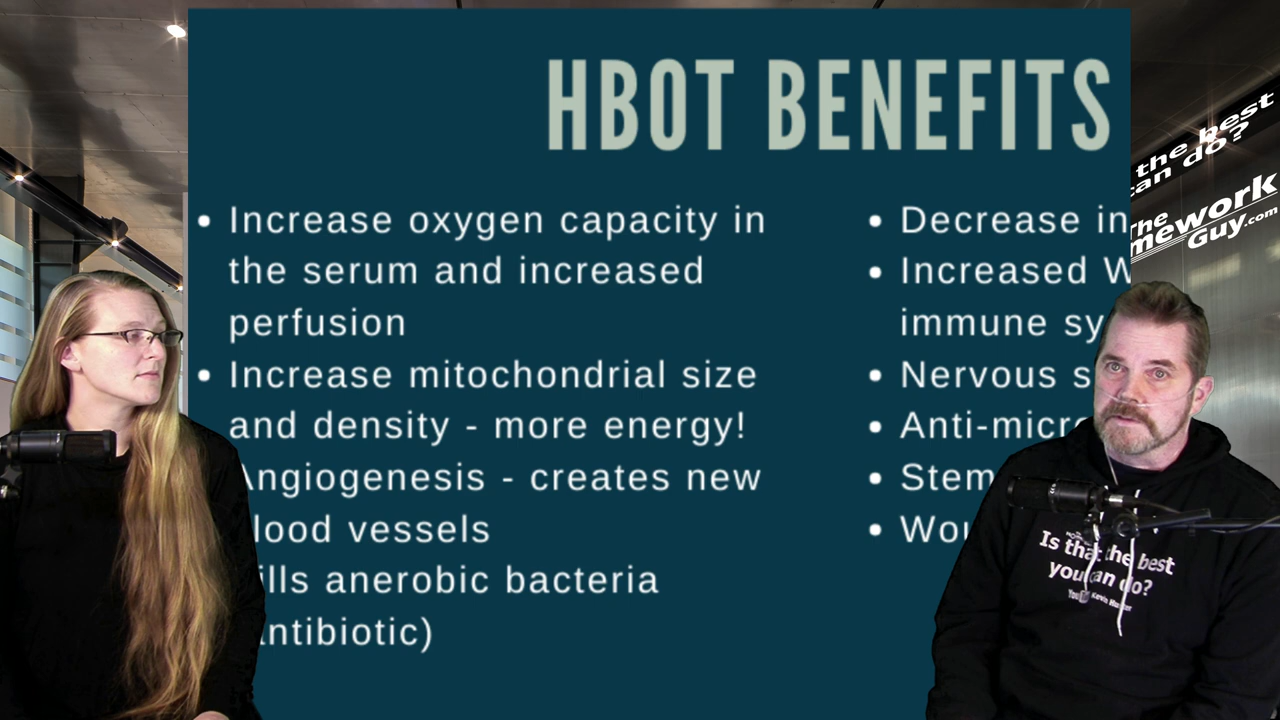 HBOT BENEFITS
• Increase oxygen capacity in
the serum and increased
perfusion
• Increase mitochondrial size
and density - more energy!
Angiogenesis - creates new
lood vessels
ills anerobic bacteria
ntibiotic)
• Decrease in
• Increased W
immune sy
• Nervous s
• Anti-micro
• Stem
• Wou
the best
can do?
The
mework
Guy.com
Is that the best
you can do?